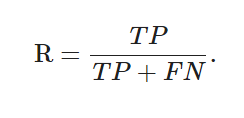 R = TP / (TP + FN).